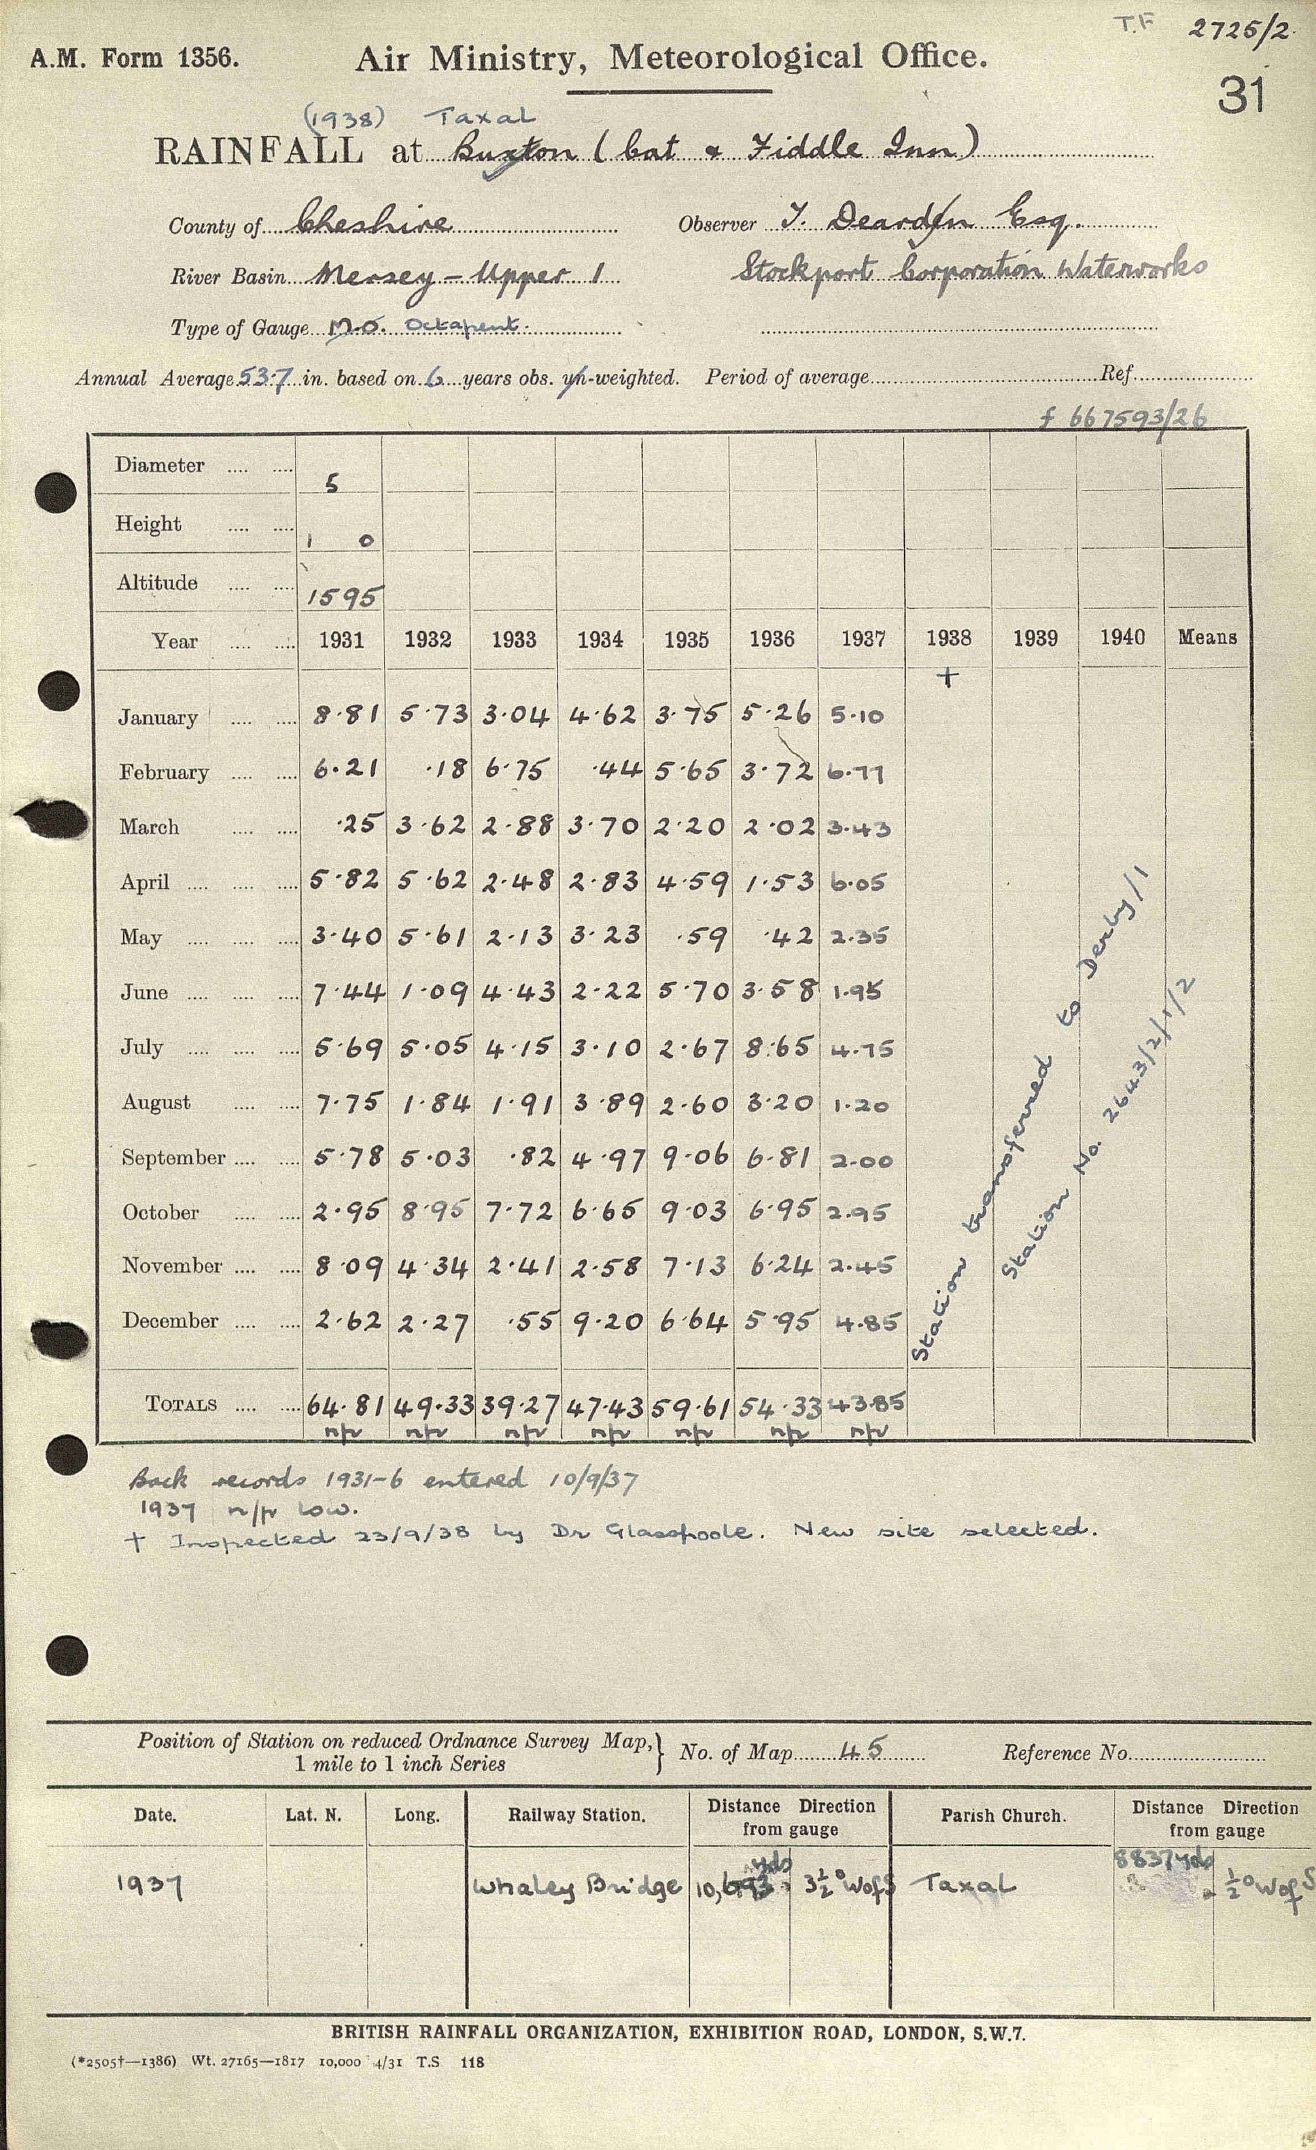 T.F 2725/2
A.M. Form 1356.
Air Ministry, Meteorological Office.
31
(1938) Taxal
RAINFALL at Buxton (Cat & Fiddle Inn)
County of Cheshire Observer T. Dearden Esq.
River Basin Mersey - Upper 1 Stockport Corporation Waterworks
Type of Gauge M.O. Octapent.
Annual Average 53.7 in. based on 6 years obs. un-weighted. Period of average Ref.
f 667593/26
Diameter 5
Height 1 0
Altitude 1595
Year 1931 1932 1933 1934 1935 1936 1937 1938 1939 1940 Means
+
January 8.81 5.73 3.04 4.62 3.75 5.26 5.10
February 6.21 .18 6.75 .44 5.65 3.72 6.77
March .25 3.62 2.88 3.70 2.20 2.02 3.43
April 5.82 5.62 2.48 2.83 4.59 1.53 6.05
May 3.40 5.61 2.13 3.23 .59 .42 2.35
June 7.44 1.09 4.43 2.22 5.70 3.58 1.95
July 5.69 5.05 4.15 3.10 2.67 8.65 4.75
August 7.75 1.84 1.91 3.89 2.60 3.20 1.20
September 5.78 5.03 .82 4.97 9.06 6.81 2.00
October 2.95 8.95 7.72 6.65 9.03 6.95 2.95
November 8.09 4.34 2.41 2.58 7.13 6.24 2.45
December 2.62 2.27 .55 9.20 6.64 5.95 4.85
Station transferred to Derby/1
Station No. 2643/2/1/2
TOTALS 64.81 49.33 39.27 47.43 59.61 54.33 43.85
n/r n/r n/r n/r n/r n/r n/r
Back records 1931-6 entered 10/9/37
1937 n/r low.
+ Inspected 23/9/38 by Dr Glasspoole. New site selected.
Position of Station on reduced Ordnance Survey Map, 1 mile to 1 inch Series } No. of Map 45 Reference No.
Date. Lat. N. Long. Railway Station. Distance Direction from gauge Parish Church. Distance Direction from gauge
1937 Whaley Bridge 10,693 yds 3½° W of S Taxal 8837 yds ½° W of S
BRITISH RAINFALL ORGANIZATION, EXHIBITION ROAD, LONDON, S.W.7.
(*2505†—1386) Wt. 27165—1817 10,000 4/31 T.S 118